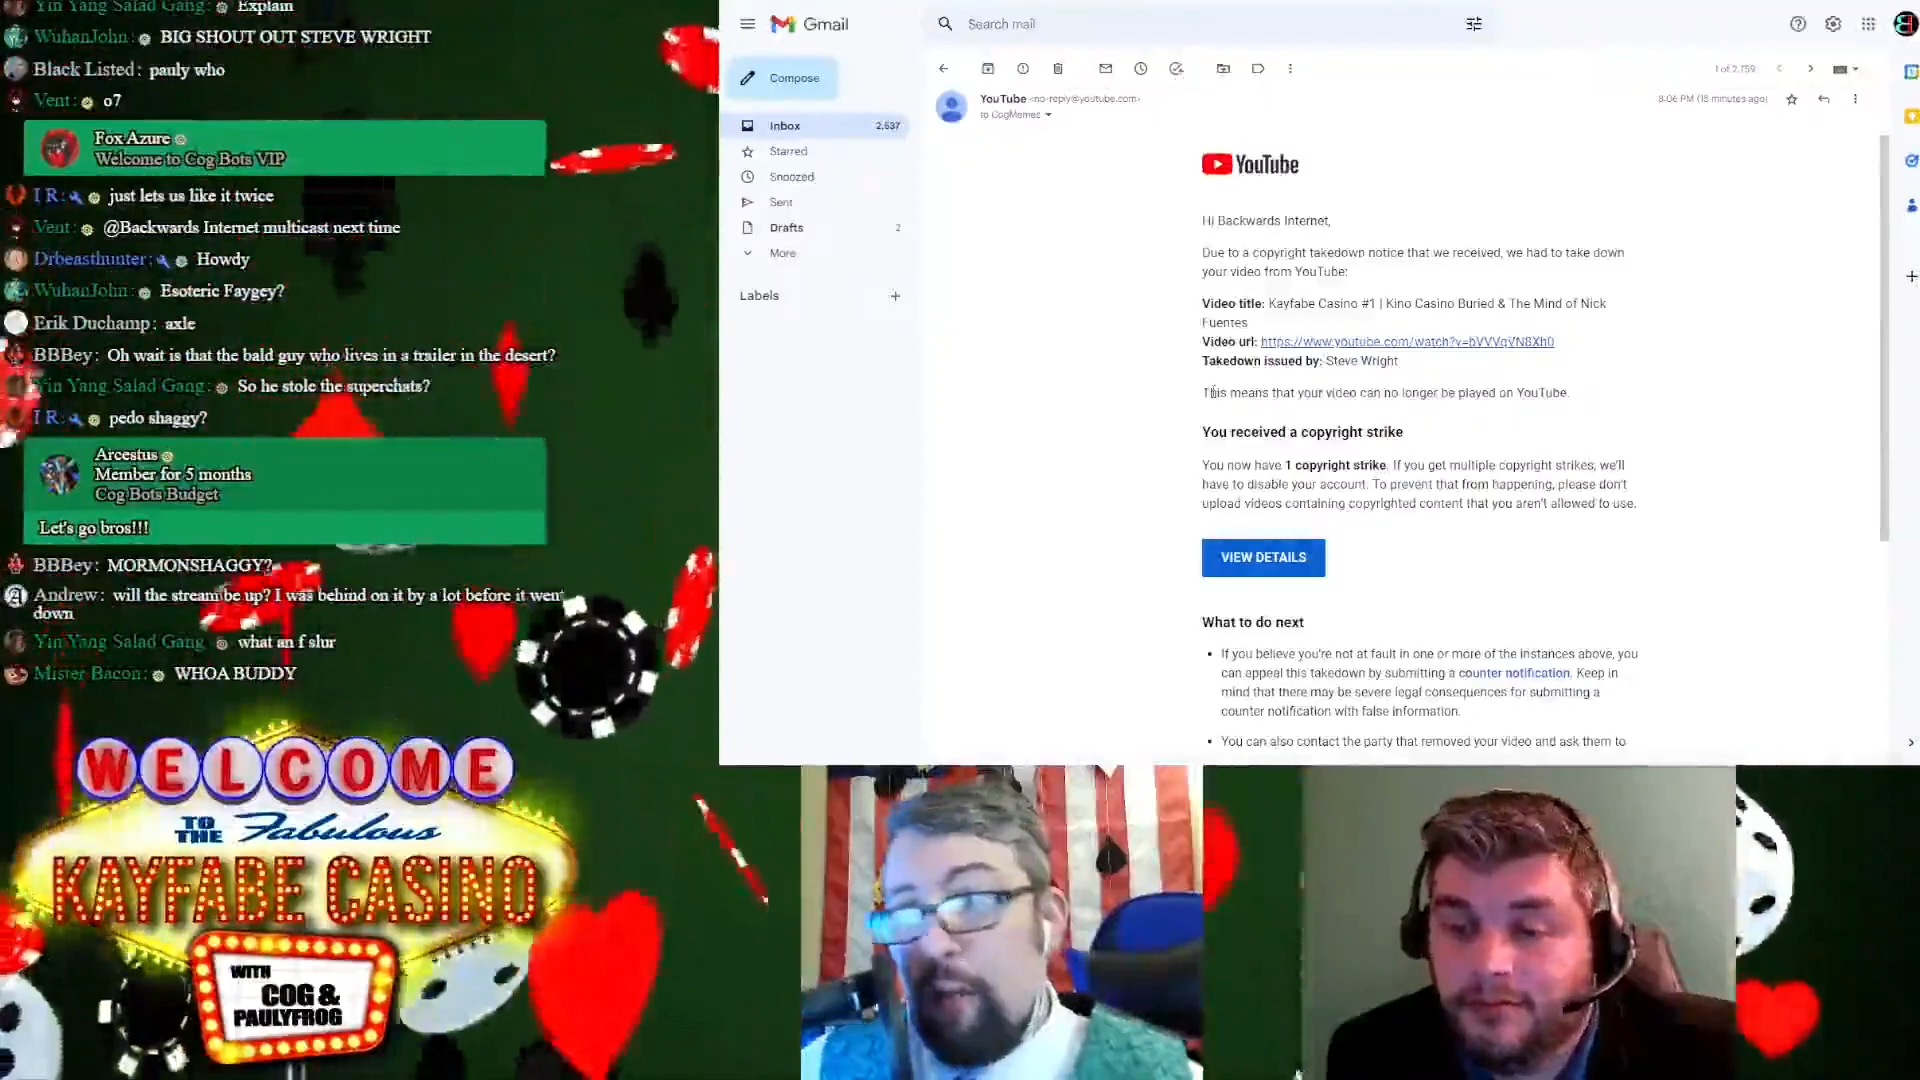 Yin Yang Salad Gang: Explain
WuhanJohn: BIG SHOUT OUT STEVE WRIGHT
Black Listed: pauly who
Vent: o7
Fox Azure
Welcome to Cog Bots VIP
I R: just lets us like it twice
Vent: @Backwards Internet multicast next time
Drbeasthunter: Howdy
WuhanJohn: Esoteric Faygey?
Erik Duchamp: axle
BBBey: Oh wait is that the bald guy who lives in a trailer in the desert?
Yin Yang Salad Gang: So he stole the superchats?
I R: pedo shaggy?
Arcestus
Member for 5 months
Cog Bots Budget
Let's go bros!!!
BBBey: MORMONSHAGGY?
Andrew: will the stream be up? I was behind on it by a lot before it went
down
Yin Yang Salad Gang: what an f slur
Mister Bacon: WHOA BUDDY
WELCOME
TO THE Fabulous
KAYFABE CASINO
WITH
COG &
PAULYFROG
Gmail
Search mail
Compose
Inbox 2,637
Starred
Snoozed
Sent
Drafts 2
More
Labels
1 of 2,759
YouTube <no-reply@youtube.com>
to CogMemes
8:06 PM (15 minutes ago)
YouTube
Hi Backwards Internet,
Due to a copyright takedown notice that we received, we had to take down
your video from YouTube:
Video title: Kayfabe Casino #1 | Kino Casino Buried & The Mind of Nick
Fuentes
Video url: https://www.youtube.com/watch?v=bVVVqVN8Xh0
Takedown issued by: Steve Wright
This means that your video can no longer be played on YouTube.
You received a copyright strike
You now have 1 copyright strike. If you get multiple copyright strikes, we'll
have to disable your account. To prevent that from happening, please don't
upload videos containing copyrighted content that you aren't allowed to use.
VIEW DETAILS
What to do next
• If you believe you're not at fault in one or more of the instances above, you
can appeal this takedown by submitting a counter notification. Keep in
mind that there may be severe legal consequences for submitting a
counter notification with false information.
• You can also contact the party that removed your video and ask them to